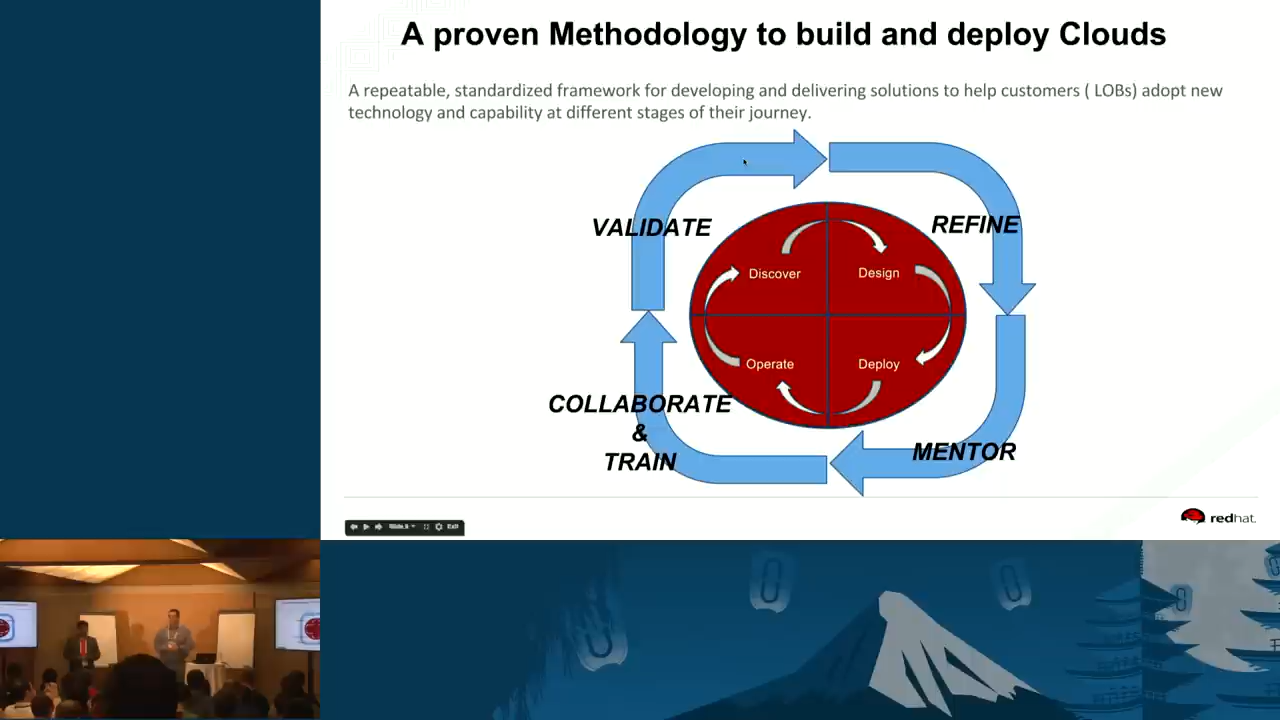 A proven Methodology to build and deploy Clouds
A repeatable, standardized framework for developing and delivering solutions to help customers ( LOBs) adopt new
technology and capability at different stages of their journey.
VALIDATE
REFINE
Discover
Design
Operate
Deploy
COLLABORATE
&
TRAIN
MENTOR
Exit
redhat.